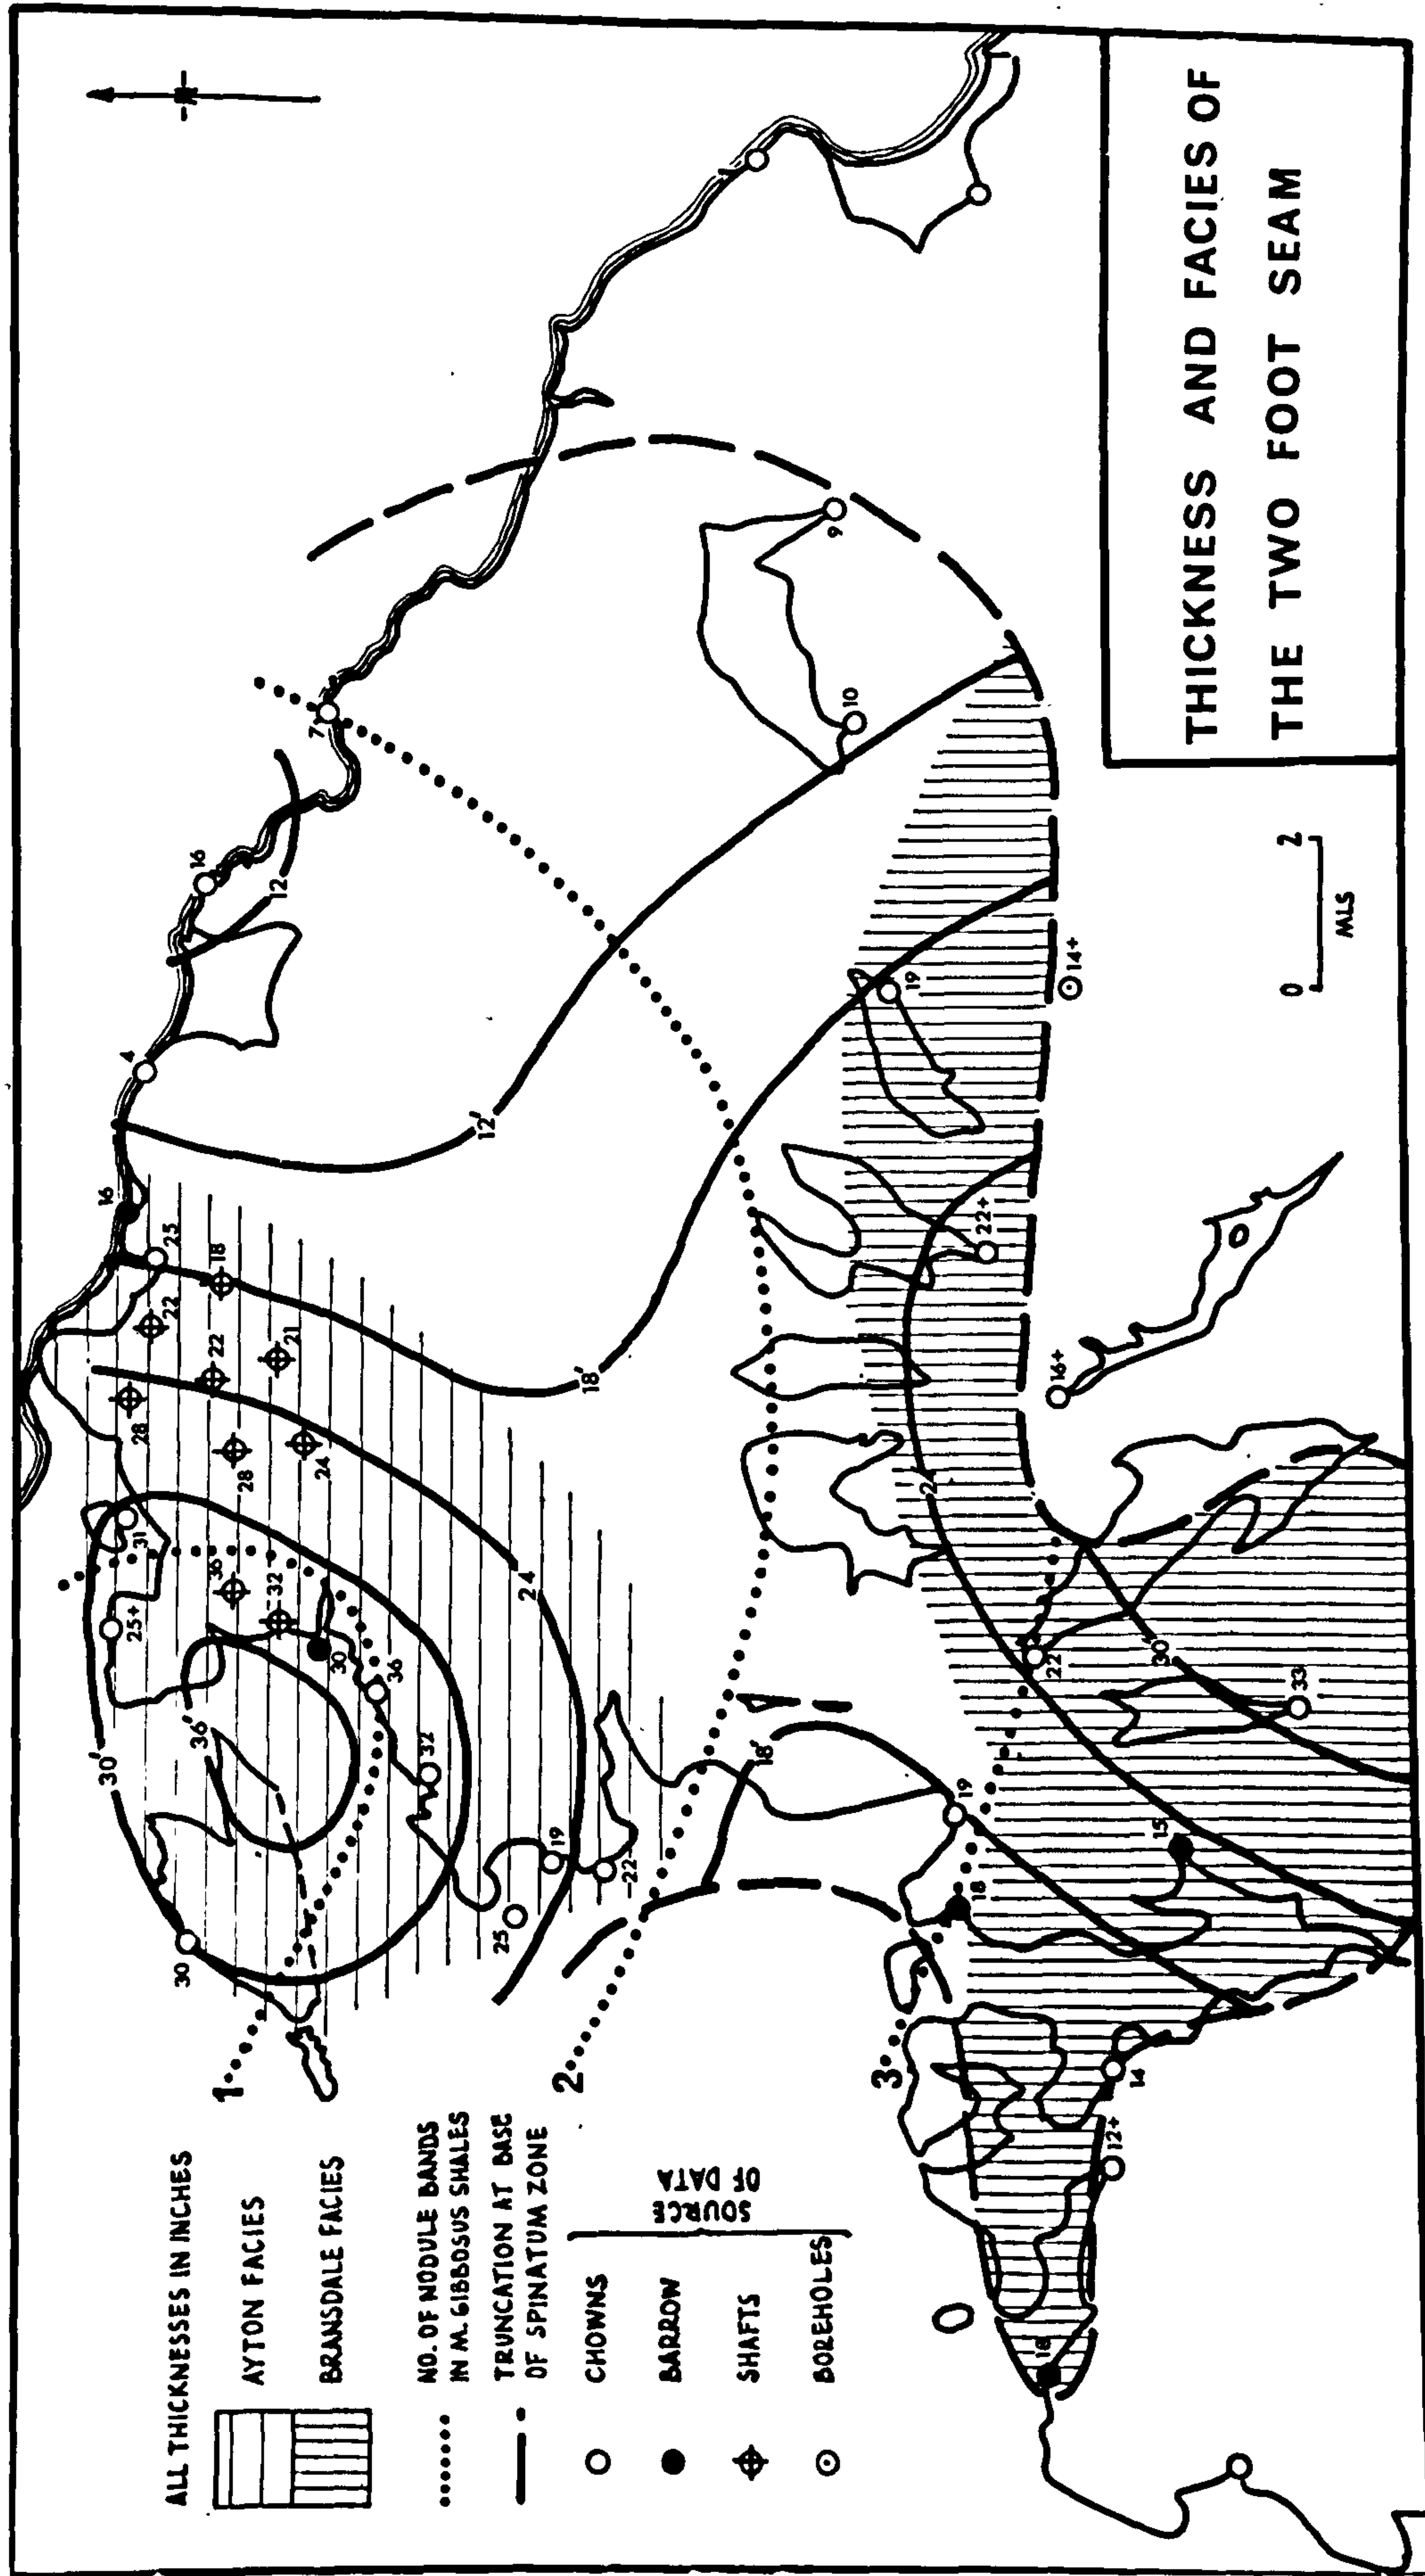 THICKNESS AND FACIES OF
THE TWO FOOT SEAM
ALL THICKNESSES IN INCHES
AYTON FACIES
BRANSDALE FACIES
NO. OF NODULE BANDS
IN M. GIBBOSUS SHALES
TRUNCATION AT BASE
OF SPINATUM ZONE
CHOWNS
BARROW
SHAFTS
BOREHOLES
SOURCE
OF DATA
N
0 2
MLS
1
2
3
30
30'
36'
25+
31
36
32
30
36
32
28
22
25
16
18
22
28
21
24
24
25
19
22
4
16
12
7
12'
18'
18'
10
9
19
14+
22+
16+
22
30'
33
19
18
15
14
12+
18